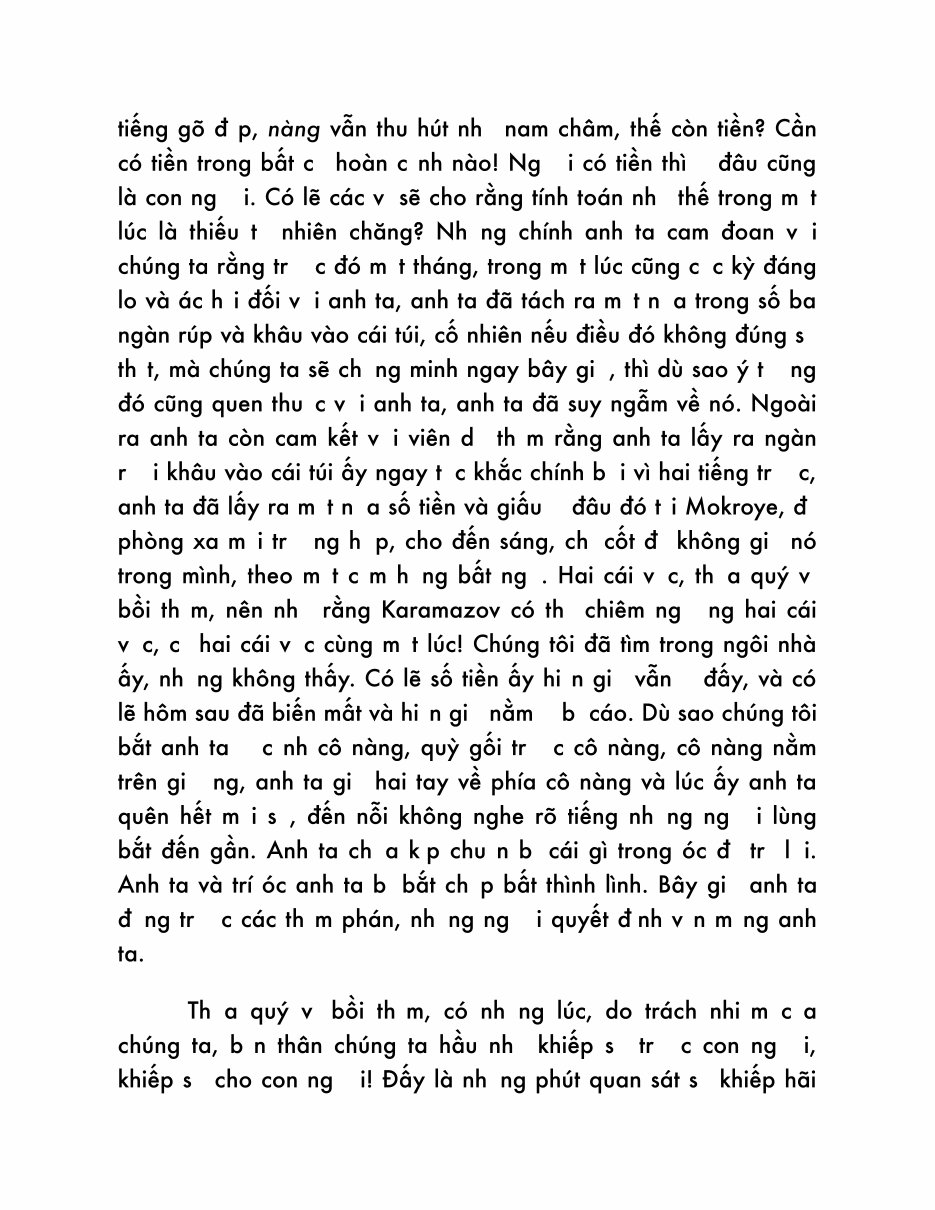 tiếng gõ đ p, nàng vẫn thu hút nh  nam châm, thế còn tiền? Cần
có tiền trong bất c  hoàn c nh nào! Ng  i có tiền thì  đâu cũng
là con ng  i. Có lẽ các v  sẽ cho rằng tính toán nh  thế trong m t
lúc là thiếu t  nhiên chăng? Nh ng chính anh ta cam đoan v i
chúng ta rằng tr  c đó m t tháng, trong m t lúc cũng c c kỳ đáng
lo và ác h i đối v i anh ta, anh ta đã tách ra m t n a trong số ba
ngàn rúp và khâu vào cái túi, cố nhiên nếu điều đó không đúng s
th t, mà chúng ta sẽ ch ng minh ngay bây gi , thì dù sao ý t  ng
đó cũng quen thu c v i anh ta, anh ta đã suy ngẫm về nó. Ngoài
ra anh ta còn cam kết v i viên d  th m rằng anh ta lấy ra ngàn
r  i khâu vào cái túi ấy ngay t c khắc chính b i vì hai tiếng tr  c,
anh ta đã lấy ra m t n a số tiền và giấu  đâu đó t i Mokroye, đ
phòng xa m i tr  ng h p, cho đến sáng, ch  cốt đ  không gi  nó
trong mình, theo m t c m h ng bất ng . Hai cái v c, th a quý v
bồi th m, nên nh  rằng Karamazov có th  chiêm ng  ng hai cái
v c, c  hai cái v c cùng m t lúc! Chúng tôi đã tìm trong ngôi nhà
ấy, nh ng không thấy. Có lẽ số tiền ấy hi n gi  vẫn  đấy, và có
lẽ hôm sau đã biến mất và hi n gi  nằm  b  cáo. Dù sao chúng tôi
bắt anh ta  c nh cô nàng, quỳ gối tr  c cô nàng, cô nàng nằm
trên gi  ng, anh ta gi  hai tay về phía cô nàng và lúc ấy anh ta
quên hết m i s , đến nỗi không nghe rõ tiếng nh ng ng  i lùng
bắt đến gần. Anh ta ch a k p chu n b  cái gì trong óc đ  tr  l i.
Anh ta và trí óc anh ta b  bắt ch p bất thình lình. Bây gi  anh ta
đ ng tr  c các th m phán, nh ng ng  i quyết đ nh v n m ng anh
ta.
Th a quý v  bồi th m, có nh ng lúc, do trách nhi m c a
chúng ta, b n thân chúng ta hầu nh  khiếp s  tr  c con ng  i,
khiếp s  cho con ng  i! Đấy là nh ng phút quan sát s  khiếp hãi